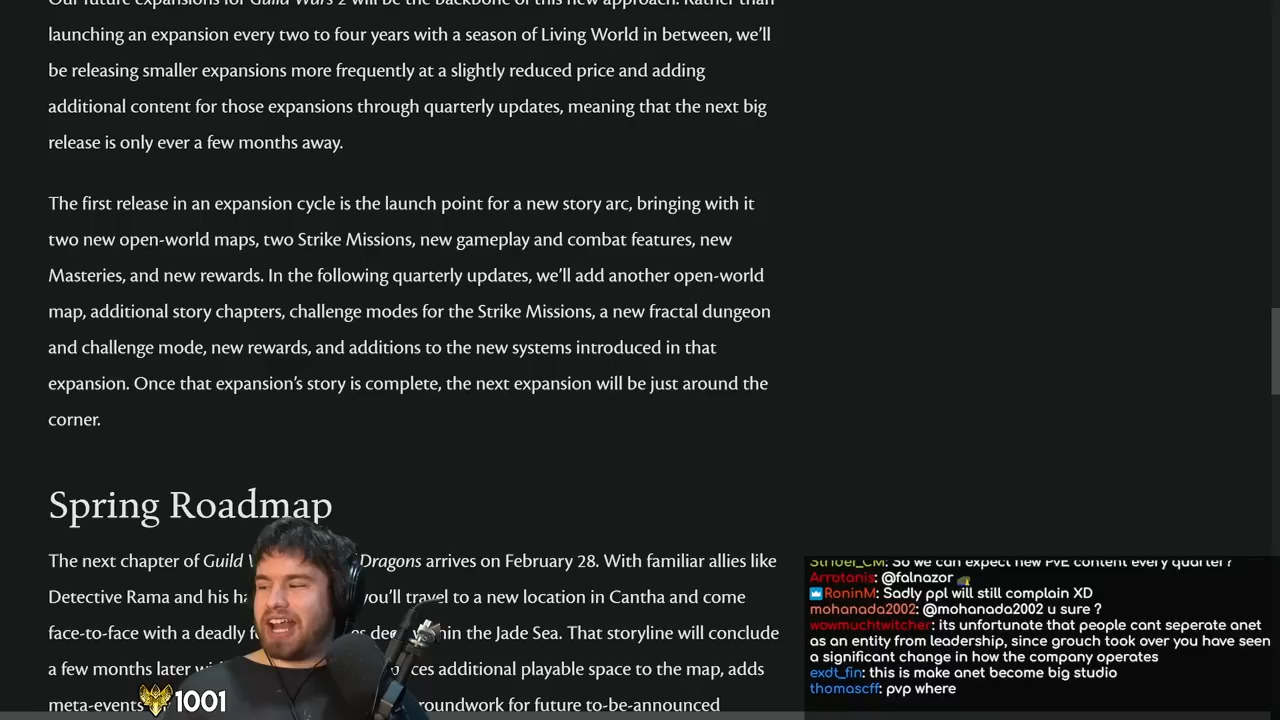 Our future expansions for Guild Wars 2 will be the backbone of this new approach. Rather than
launching an expansion every two to four years with a season of Living World in between, we'll
be releasing smaller expansions more frequently at a slightly reduced price and adding
additional content for those expansions through quarterly updates, meaning that the next big
release is only ever a few months away.
The first release in an expansion cycle is the launch point for a new story arc, bringing with it
two new open-world maps, two Strike Missions, new gameplay and combat features, new
Masteries, and new rewards. In the following quarterly updates, we'll add another open-world
map, additional story chapters, challenge modes for the Strike Missions, a new fractal dungeon
and challenge mode, new rewards, and additions to the new systems introduced in that
expansion. Once that expansion's story is complete, the next expansion will be just around the
corner.
Spring Roadmap
The next chapter of Guild Dragons arrives on February 28. With familiar allies like
Detective Rama and his you'll travel to a new location in Cantha and come
face-to-face with a deadly the Jade Sea. That storyline will conclude
a few months later additional playable space to the map, adds
meta-events for future to-be-announced
1001
So we can expect new PvE content every quarter?
Arrotanis: @falnazor
RoninM: Sadly ppl will still complain XD
mohanada2002: @mohanada2002 u sure ?
wowmuchtwitcher: its unfortunate that people cant seperate anet
as an entity from leadership, since grouch took over you have seen
a significant change in how the company operates
exdt_fin: this is make anet become big studio
thomascff: pvp where